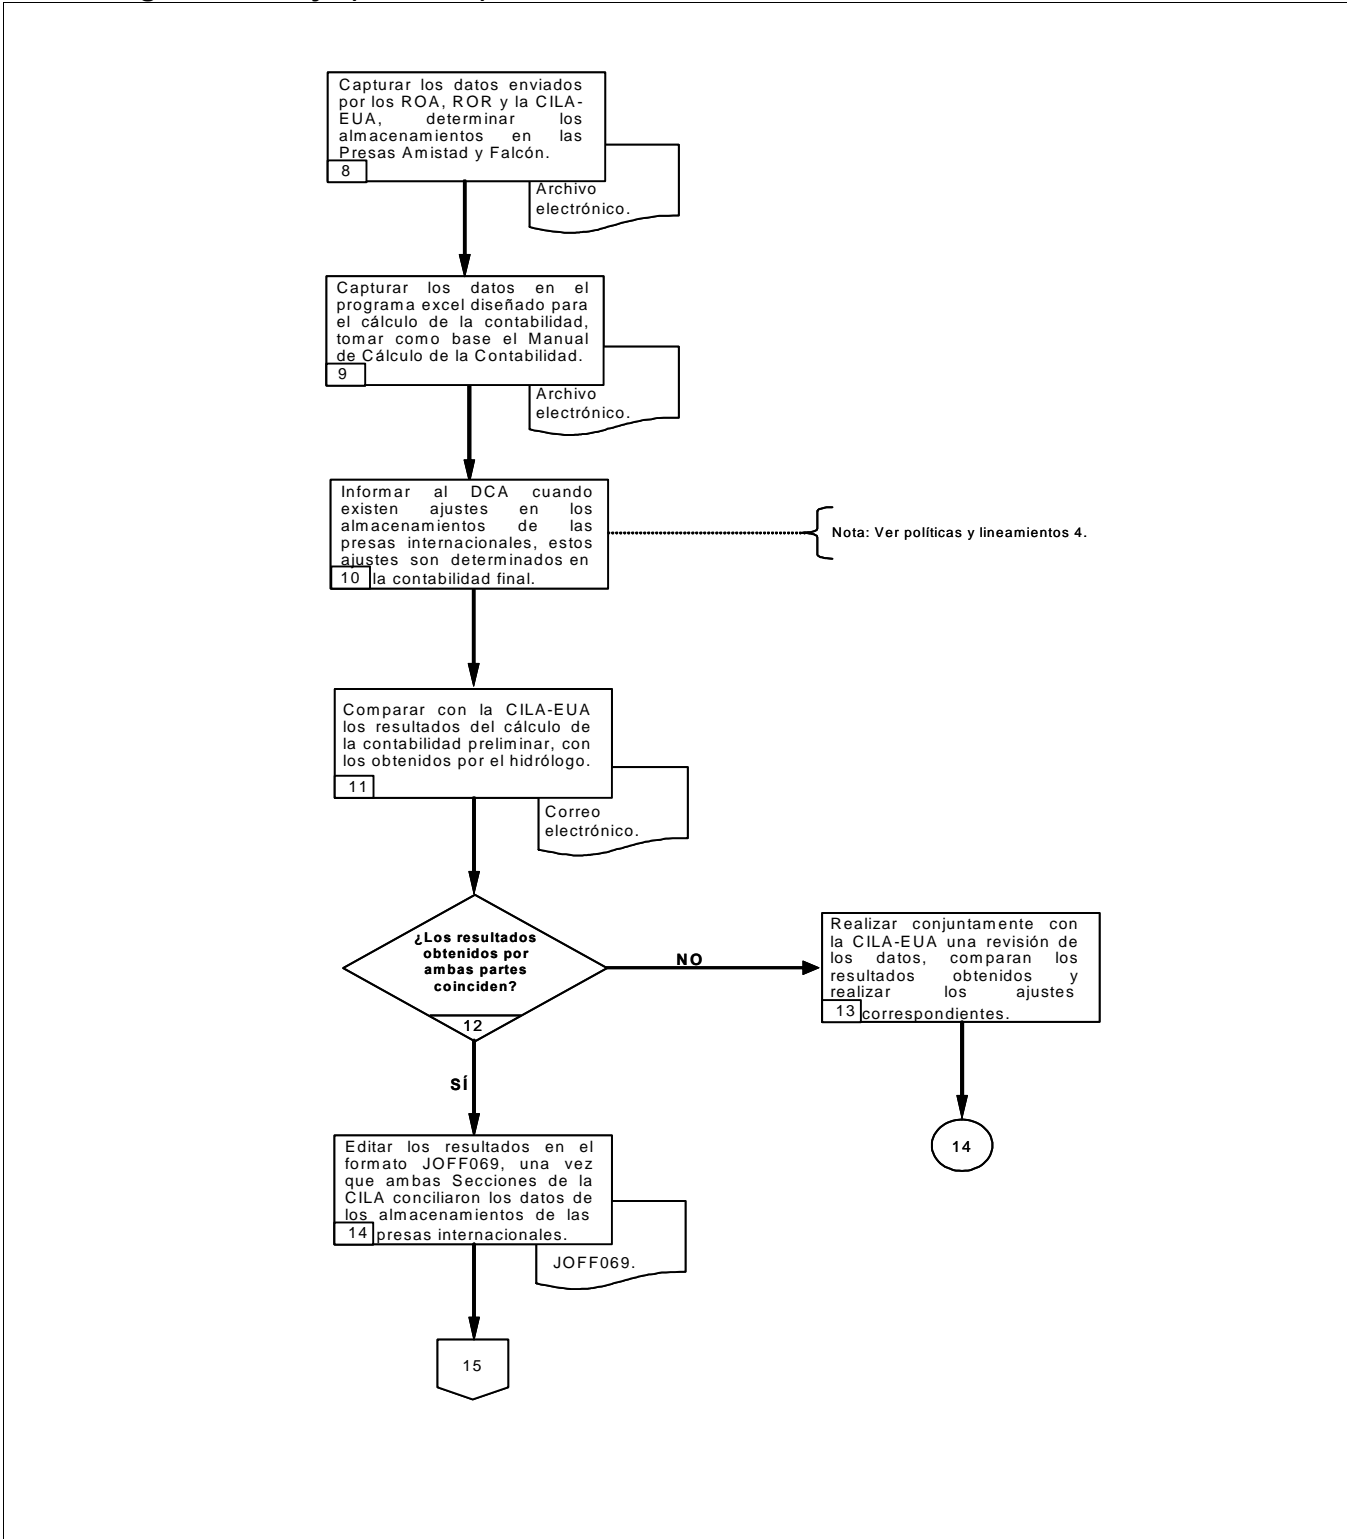 Capturar los datos enviados
por los ROA, ROR y la CILA-
EUA, determinar los
almacenamientos en las
Presas Amistad y Falcón.
8
Archivo
electrónico.
Capturar los datos en el
programa excel diseñado para
el cálculo de la contabilidad,
tomar como base el Manual
de Cálculo de la Contabilidad.
9
Archivo
electrónico.
Informar al DCA cuando
existen ajustes en los
almacenamientos de las
presas internacionales, estos
ajustes son determinados en
10 la contabilidad final.
Nota: Ver políticas y lineamientos 4.
Comparar con la CILA-EUA
los resultados del cálculo de
la contabilidad preliminar, con
los obtenidos por el hidrólogo.
11
Correo
electrónico.
¿Los resultados
obtenidos por
ambas partes
coinciden?
12
NO
Realizar conjuntamente con
la CILA-EUA una revisión de
los datos, comparan los
resultados obtenidos y
realizar los ajustes
13 correspondientes.
14
SÍ
Editar los resultados en el
formato JOFF069, una vez
que ambas Secciones de la
CILA conciliaron los datos de
los almacenamientos de las
14 presas internacionales.
JOFF069.
15